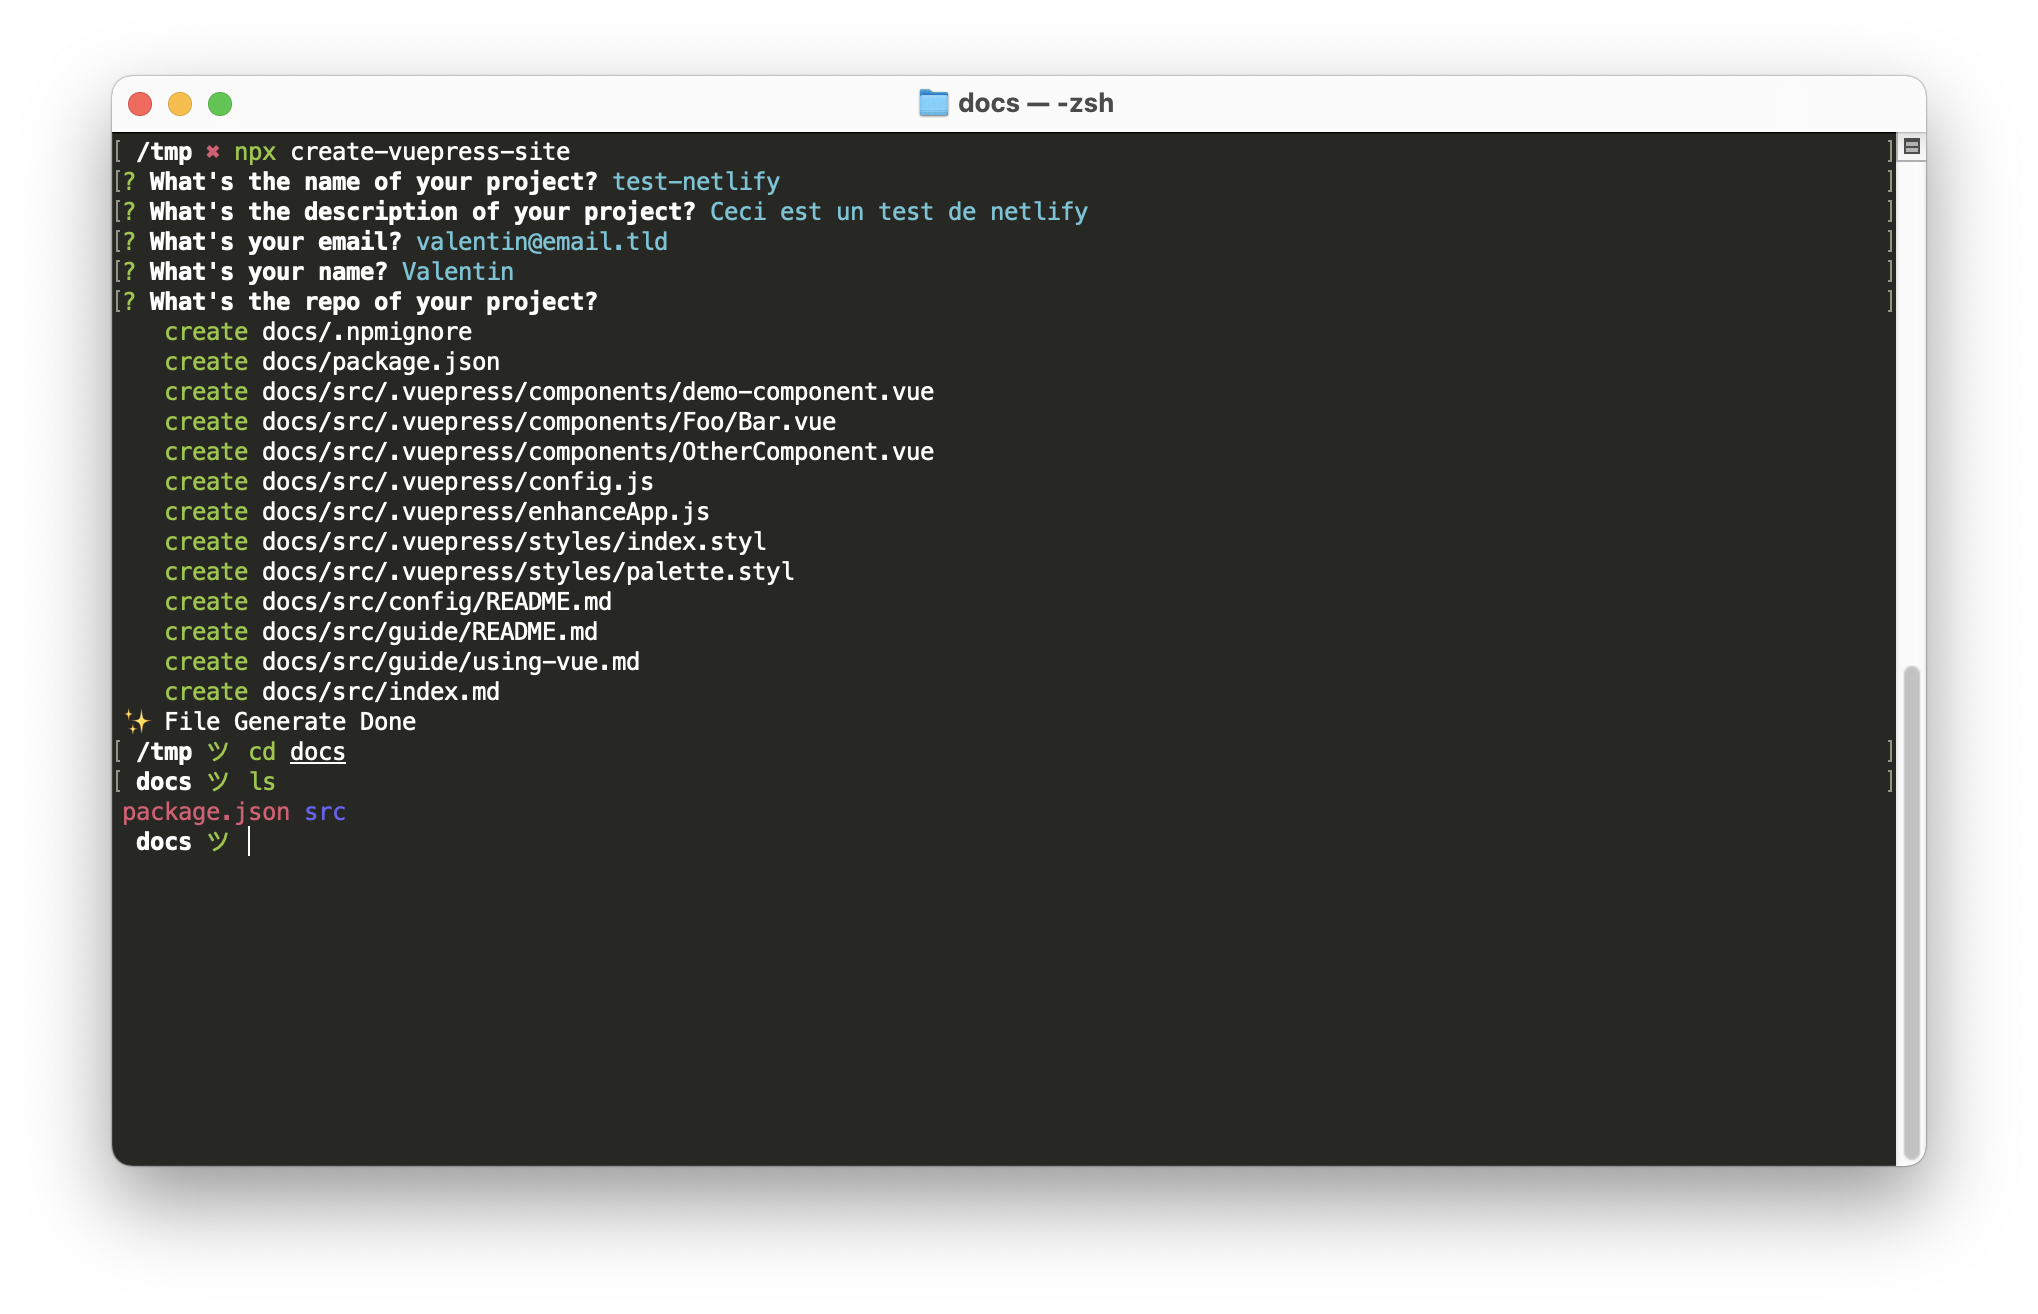 docs — -zsh
[ /tmp ✖ npx create-vuepress-site ]
[? What's the name of your project? test-netlify ]
[? What's the description of your project? Ceci est un test de netlify ]
[? What's your email? valentin@email.tld ]
[? What's your name? Valentin ]
[? What's the repo of your project? ]
create docs/.npmignore
create docs/package.json
create docs/src/.vuepress/components/demo-component.vue
create docs/src/.vuepress/components/Foo/Bar.vue
create docs/src/.vuepress/components/OtherComponent.vue
create docs/src/.vuepress/config.js
create docs/src/.vuepress/enhanceApp.js
create docs/src/.vuepress/styles/index.styl
create docs/src/.vuepress/styles/palette.styl
create docs/src/config/README.md
create docs/src/guide/README.md
create docs/src/guide/using-vue.md
create docs/src/index.md
✨ File Generate Done
[ /tmp ツ cd docs ]
[ docs ツ ls ]
package.json src
docs ツ